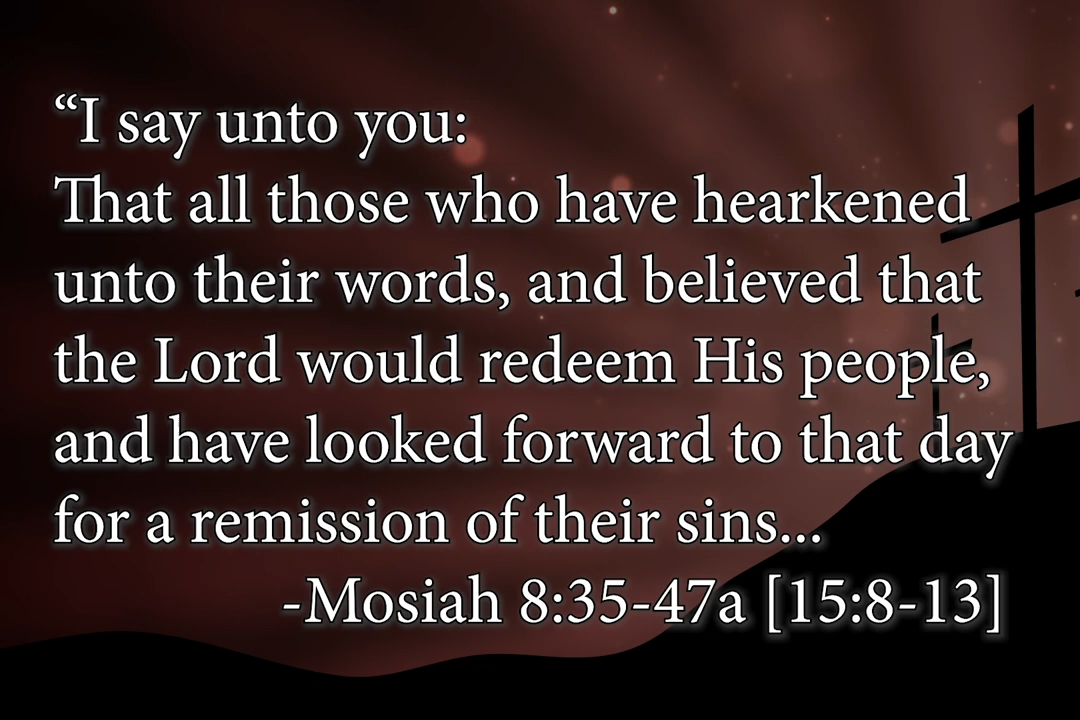 “I say unto you:
That all those who have hearkened
unto their words, and believed that
the Lord would redeem His people,
and have looked forward to that day
for a remission of their sins...
-Mosiah 8:35-47a [15:8-13]